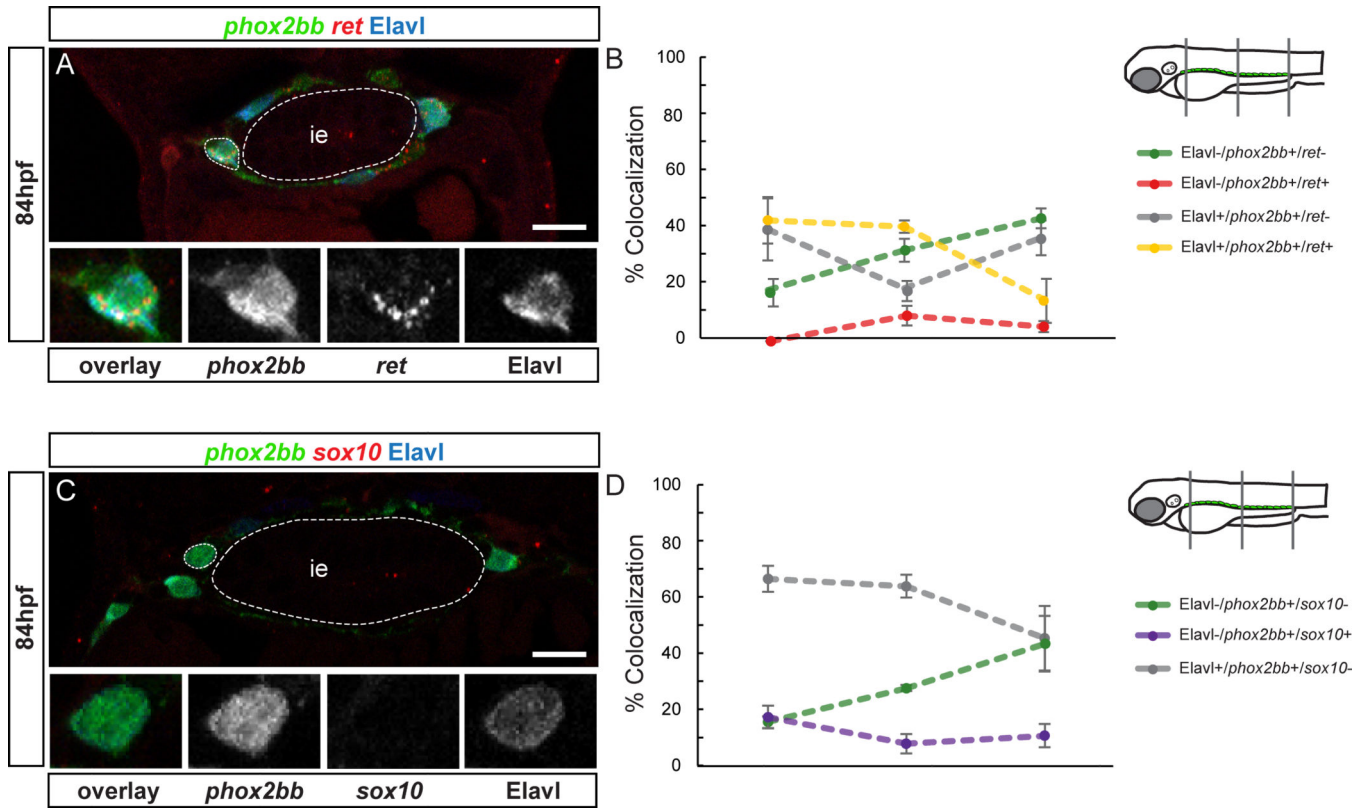 phox2bb ret Elavl
84hpf
A
ie
overlay phox2bb ret Elavl
B
% Colocalization
100
80
60
40
20
0
Elavl-/phox2bb+/ret-
Elavl-/phox2bb+/ret+
Elavl+/phox2bb+/ret-
Elavl+/phox2bb+/ret+
phox2bb sox10 Elavl
84hpf
C
ie
overlay phox2bb sox10 Elavl
D
% Colocalization
100
80
60
40
20
0
Elavl-/phox2bb+/sox10-
Elavl-/phox2bb+/sox10+
Elavl+/phox2bb+/sox10-